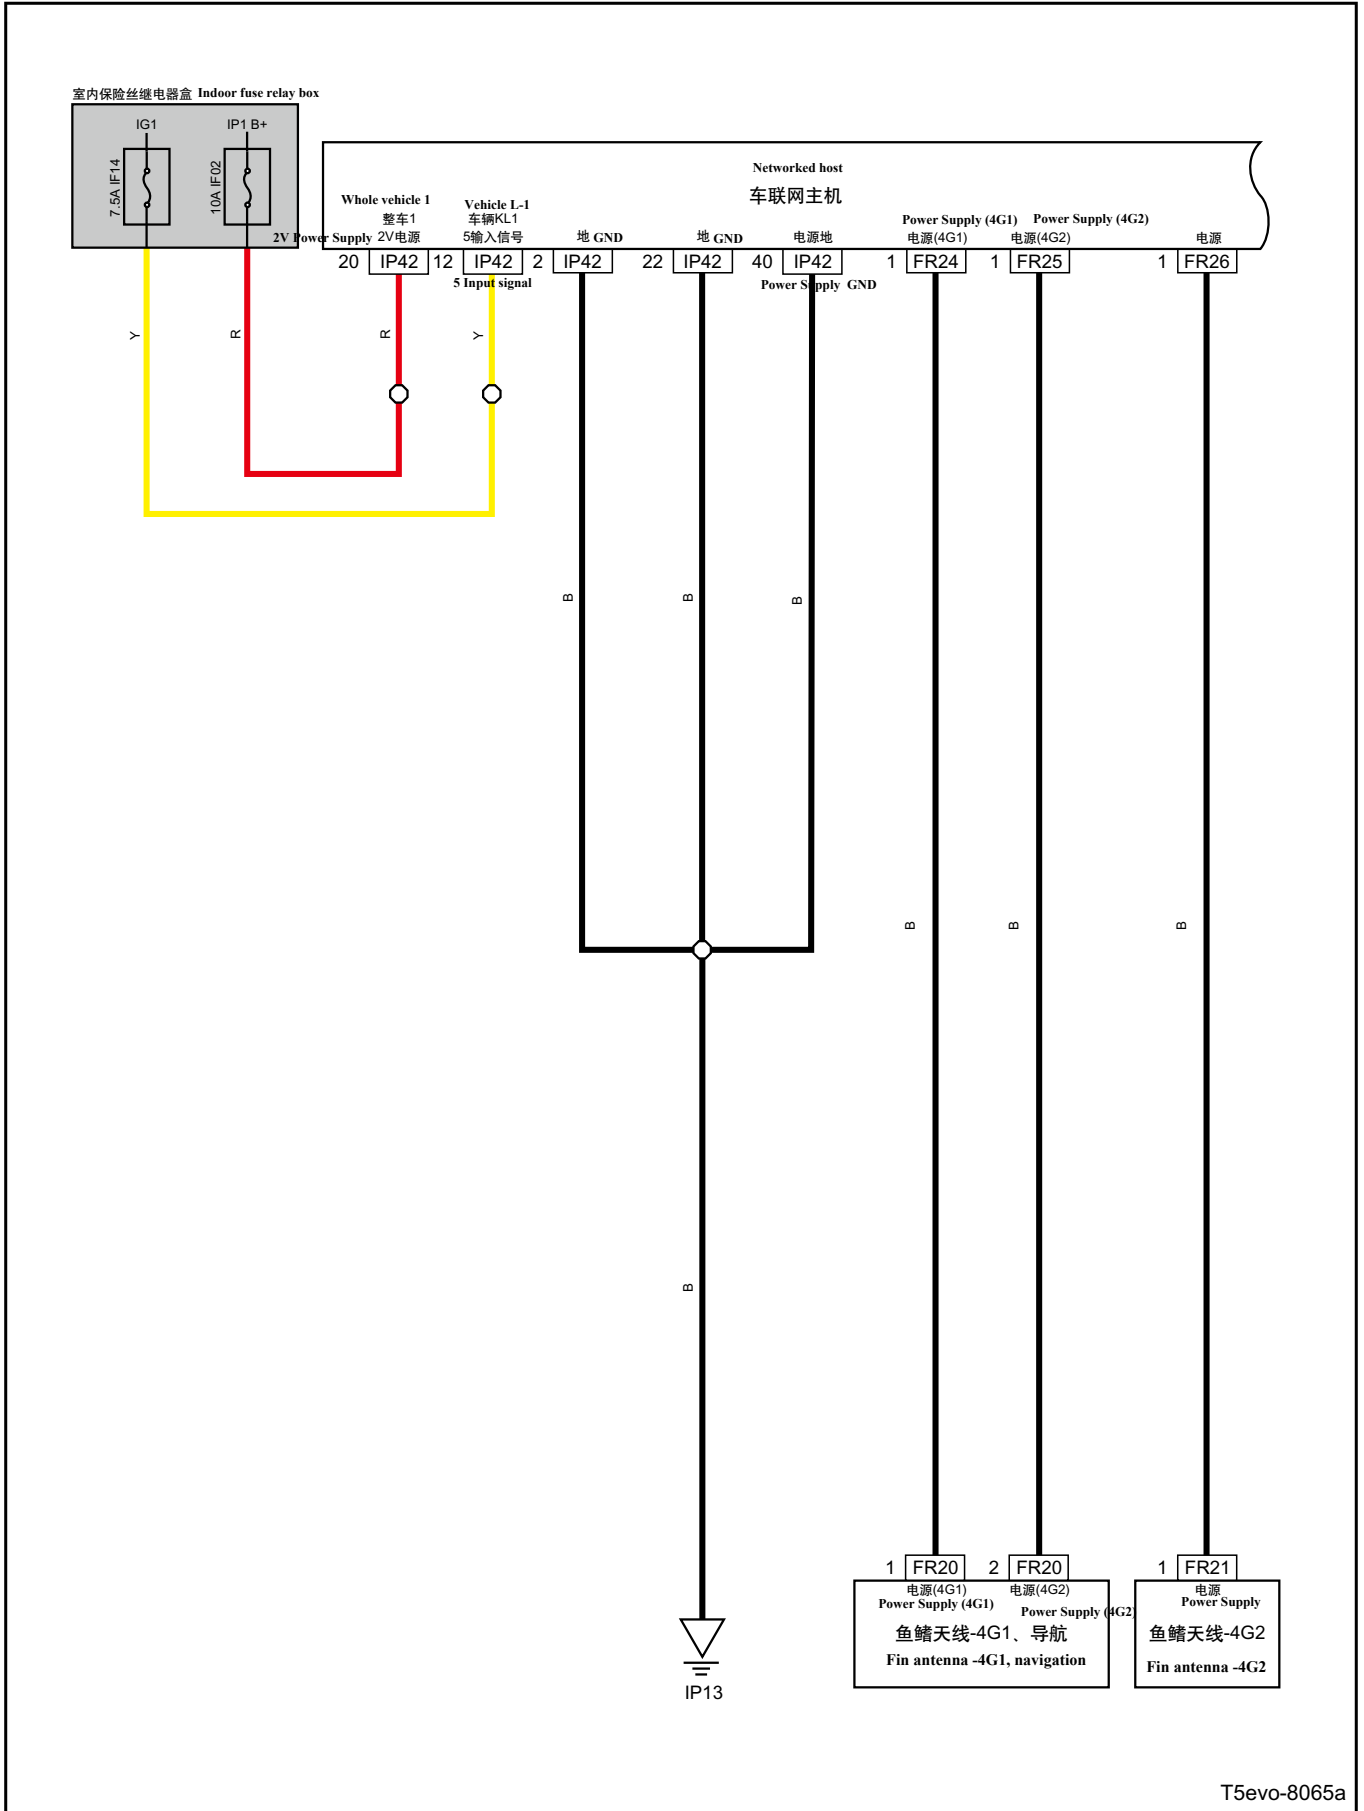 室内保险丝继电器盒 Indoor fuse relay box
IG1
IP1 B+
7.5A IF14
10A IF02
Networked host
车联网主机
Whole vehicle 1
整车1
2V Power Supply 2V电源
Vehicle L-1
车辆KL1
5输入信号
地 GND
地 GND
电源地
Power Supply (4G1)
电源(4G1)
Power Supply (4G2)
电源(4G2)
电源
20 IP42
12 IP42
2 IP42
22 IP42
40 IP42
1 FR24
1 FR25
1 FR26
5 Input signal
Power Supply GND
Y
R
R
Y
B
B
B
B
B
B
B
1 FR20
2 FR20
1 FR21
电源(4G1)
Power Supply (4G1)
电源(4G2)
Power Supply (4G2)
电源
Power Supply
鱼鳍天线-4G1、导航
Fin antenna -4G1, navigation
鱼鳍天线-4G2
Fin antenna -4G2
IP13
T5evo-8065a